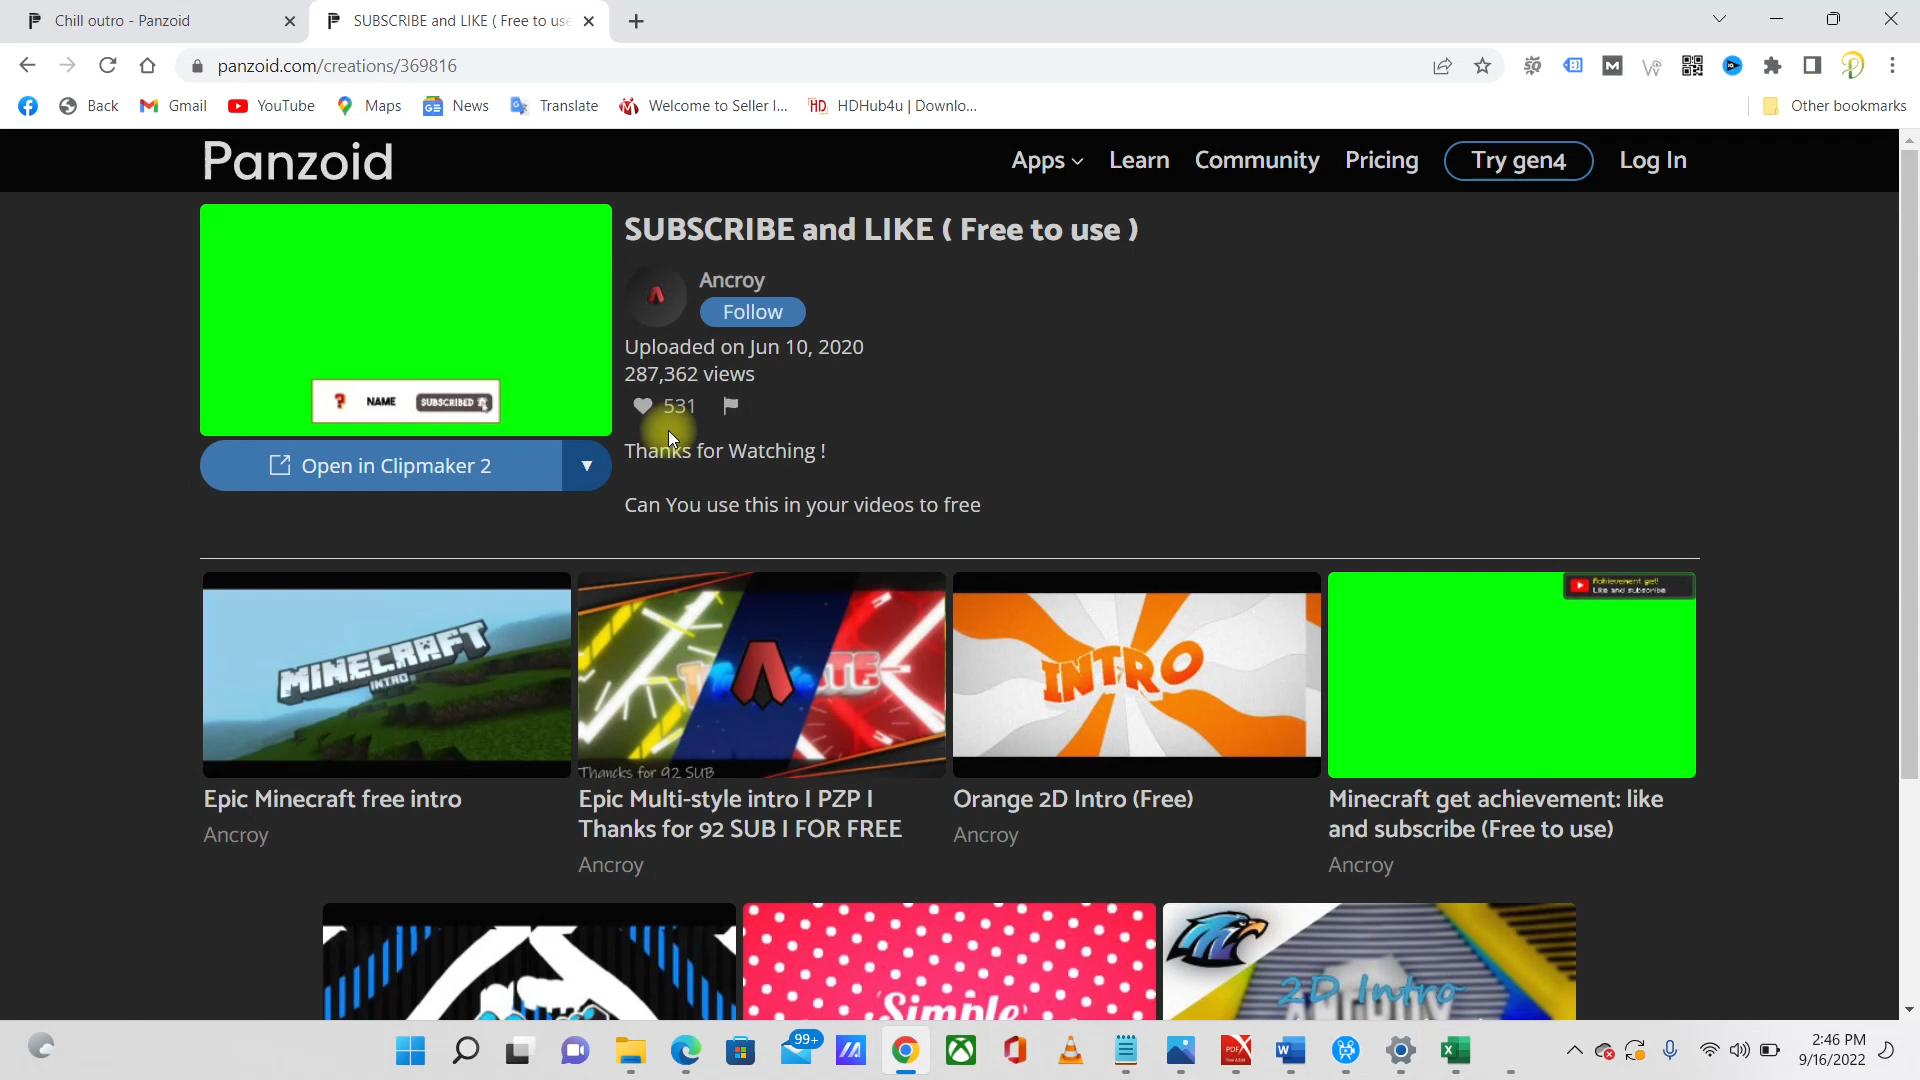 Chill outro - Panzoid
SUBSCRIBE and LIKE ( Free to use
panzoid.com/creations/369816
Back
Gmail
YouTube
Maps
News
Translate
Welcome to Seller I...
HDHub4u | Downlo...
Other bookmarks
Panzoid
Apps
Learn
Community
Pricing
Try gen4
Log In
SUBSCRIBE and LIKE ( Free to use )
Ancroy
Follow
Uploaded on Jun 10, 2020
287,362 views
531
? NAME SUBSCRIBED
Open in Clipmaker 2
Thanks for Watching !
Can You use this in your videos to free
MINECRAFT
INTRO
Thancks for 92 SUB
INTRO
Achievement get!
Like and subscribe
Epic Minecraft free intro
Ancroy
Epic Multi-style intro I PZP I
Thanks for 92 SUB I FOR FREE
Ancroy
Orange 2D Intro (Free)
Ancroy
Minecraft get achievement: like
and subscribe (Free to use)
Ancroy
Simple
2D Intro
99+
2:46 PM
9/16/2022